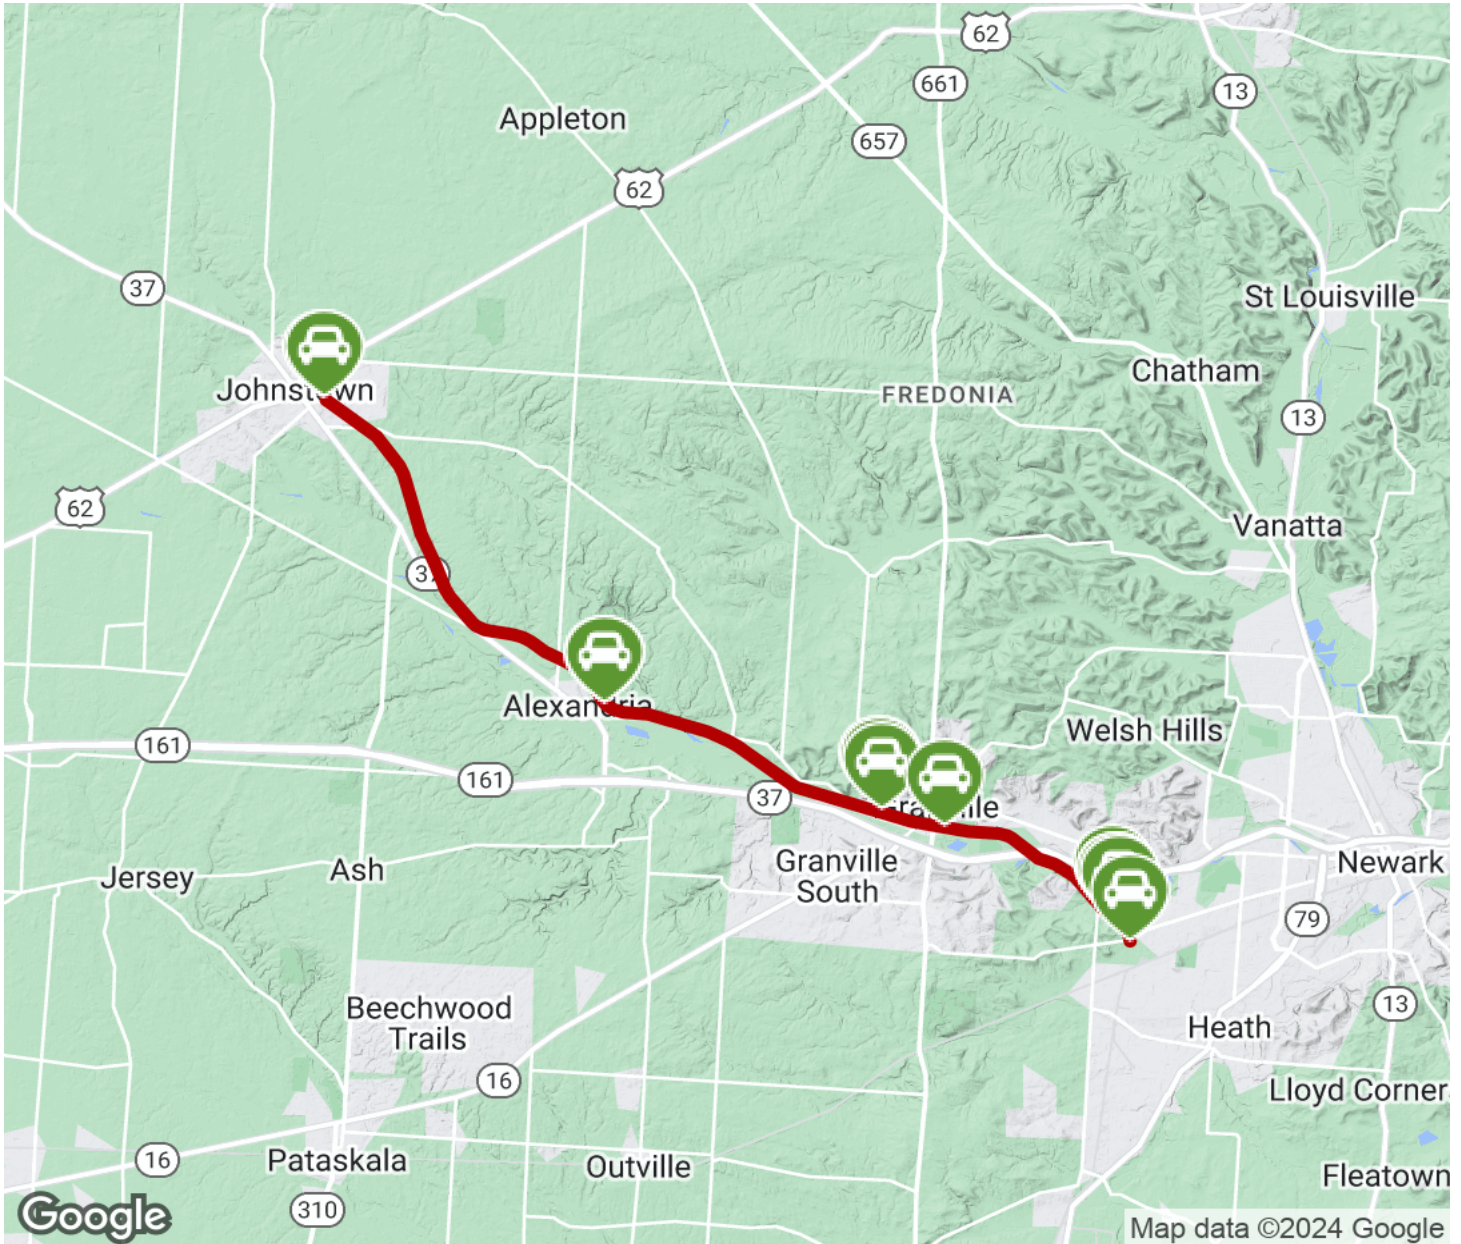 62
661
13
Appleton
657
62
37
St Louisville
Chatham
Johnstown
FREDONIA
13
62
Vanatta
37
Alexandria
Welsh Hills
161
161
37
Granville
Granville
South
Newark
Ash
Jersey
79
Beechwood
Trails
13
Heath
16
Lloyd Corner
16
Pataskala
Outville
Fleatown
310
Google
Map data ©2024 Google